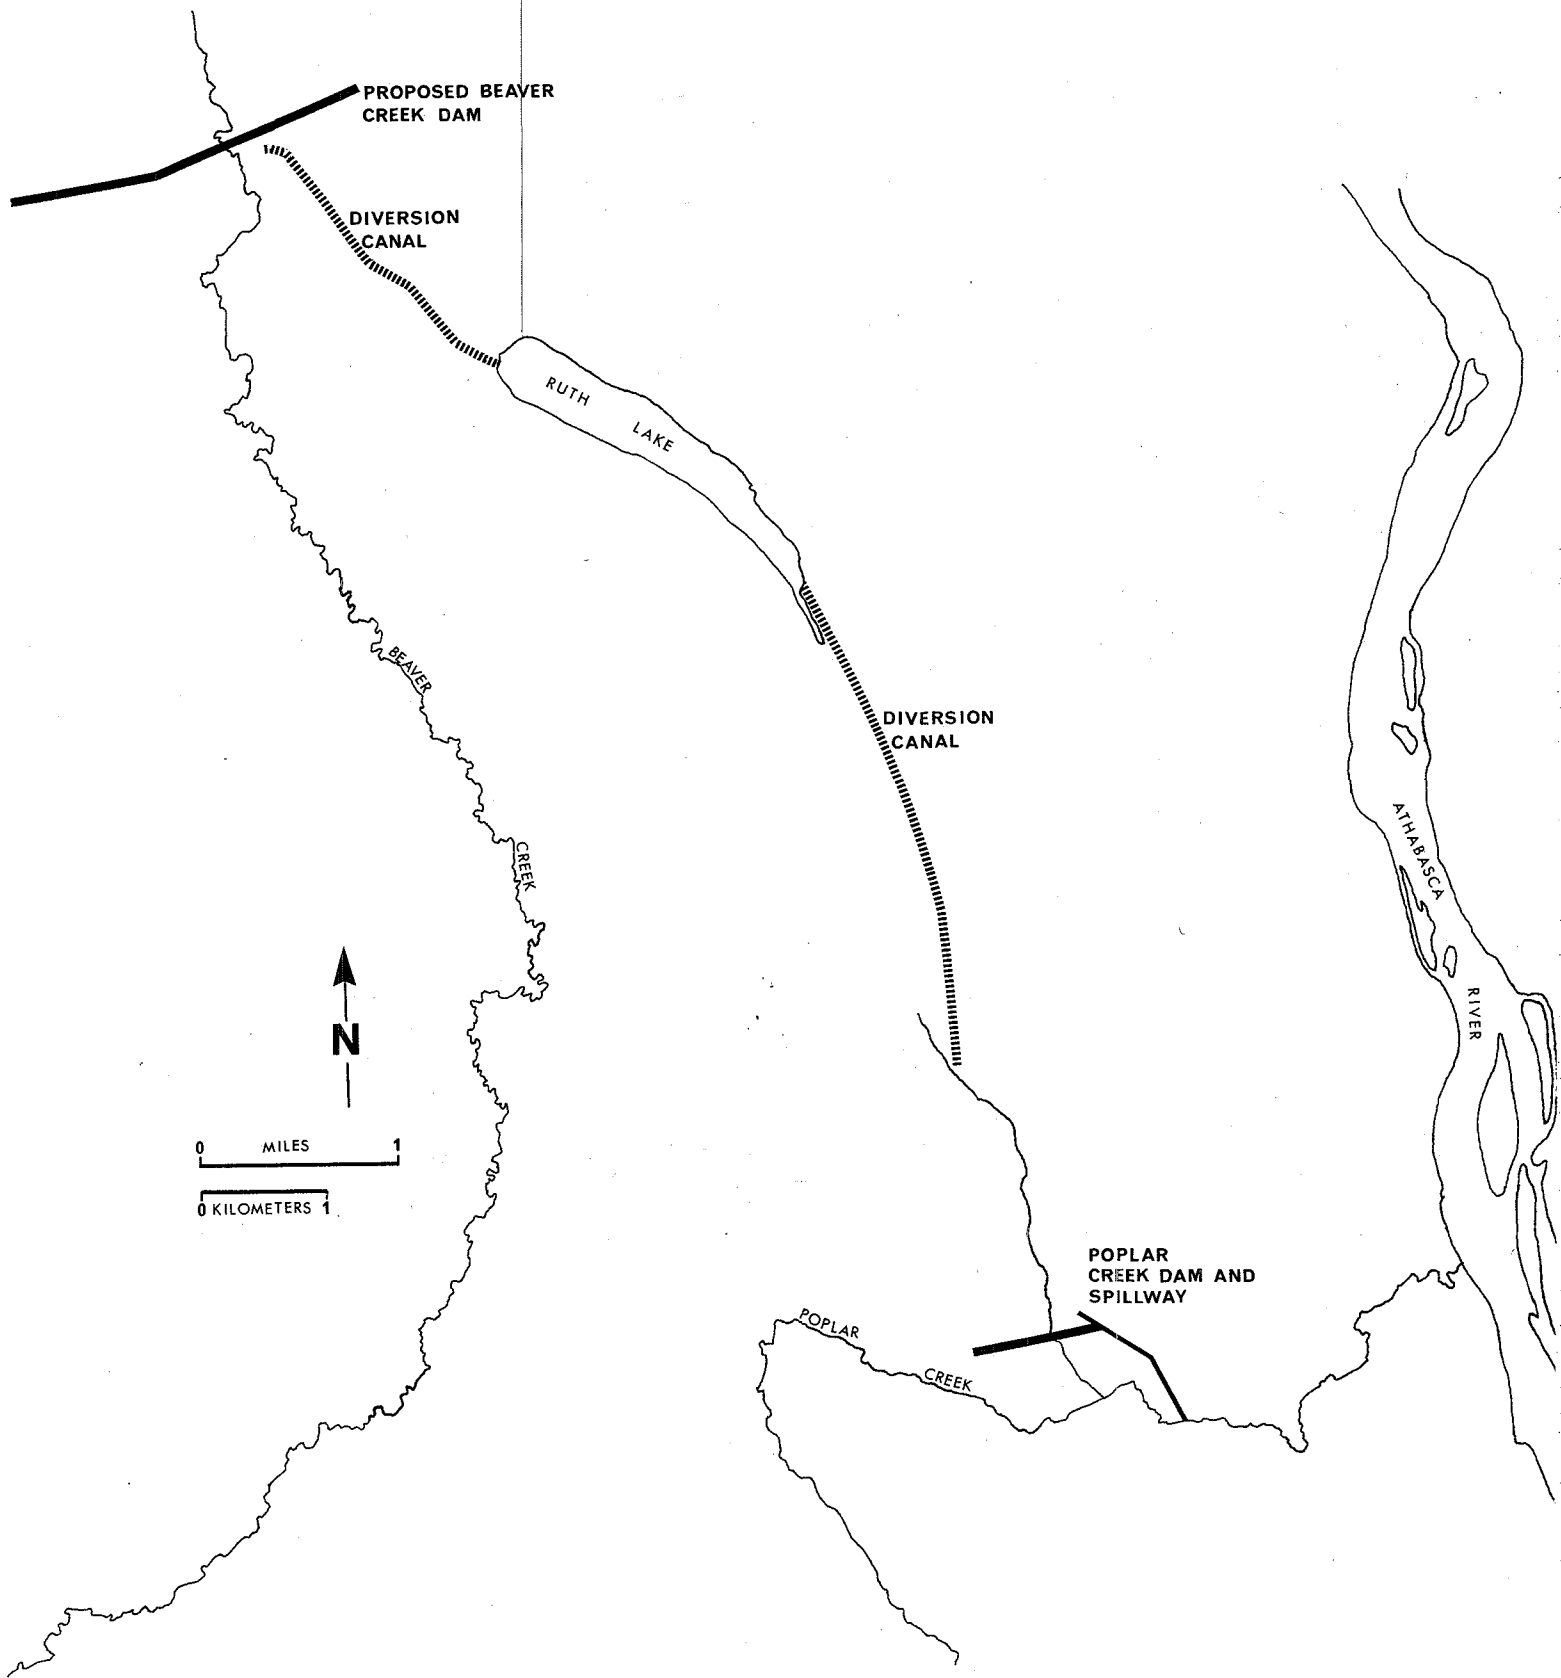 PROPOSED BEAVER
CREEK DAM
DIVERSION
CANAL
RUTH LAKE
BEAVER
CREEK
DIVERSION
CANAL
ATHABASCA
RIVER
N
0 MILES 1
0 KILOMETERS 1
POPLAR
CREEK DAM AND
SPILLWAY
POPLAR
CREEK